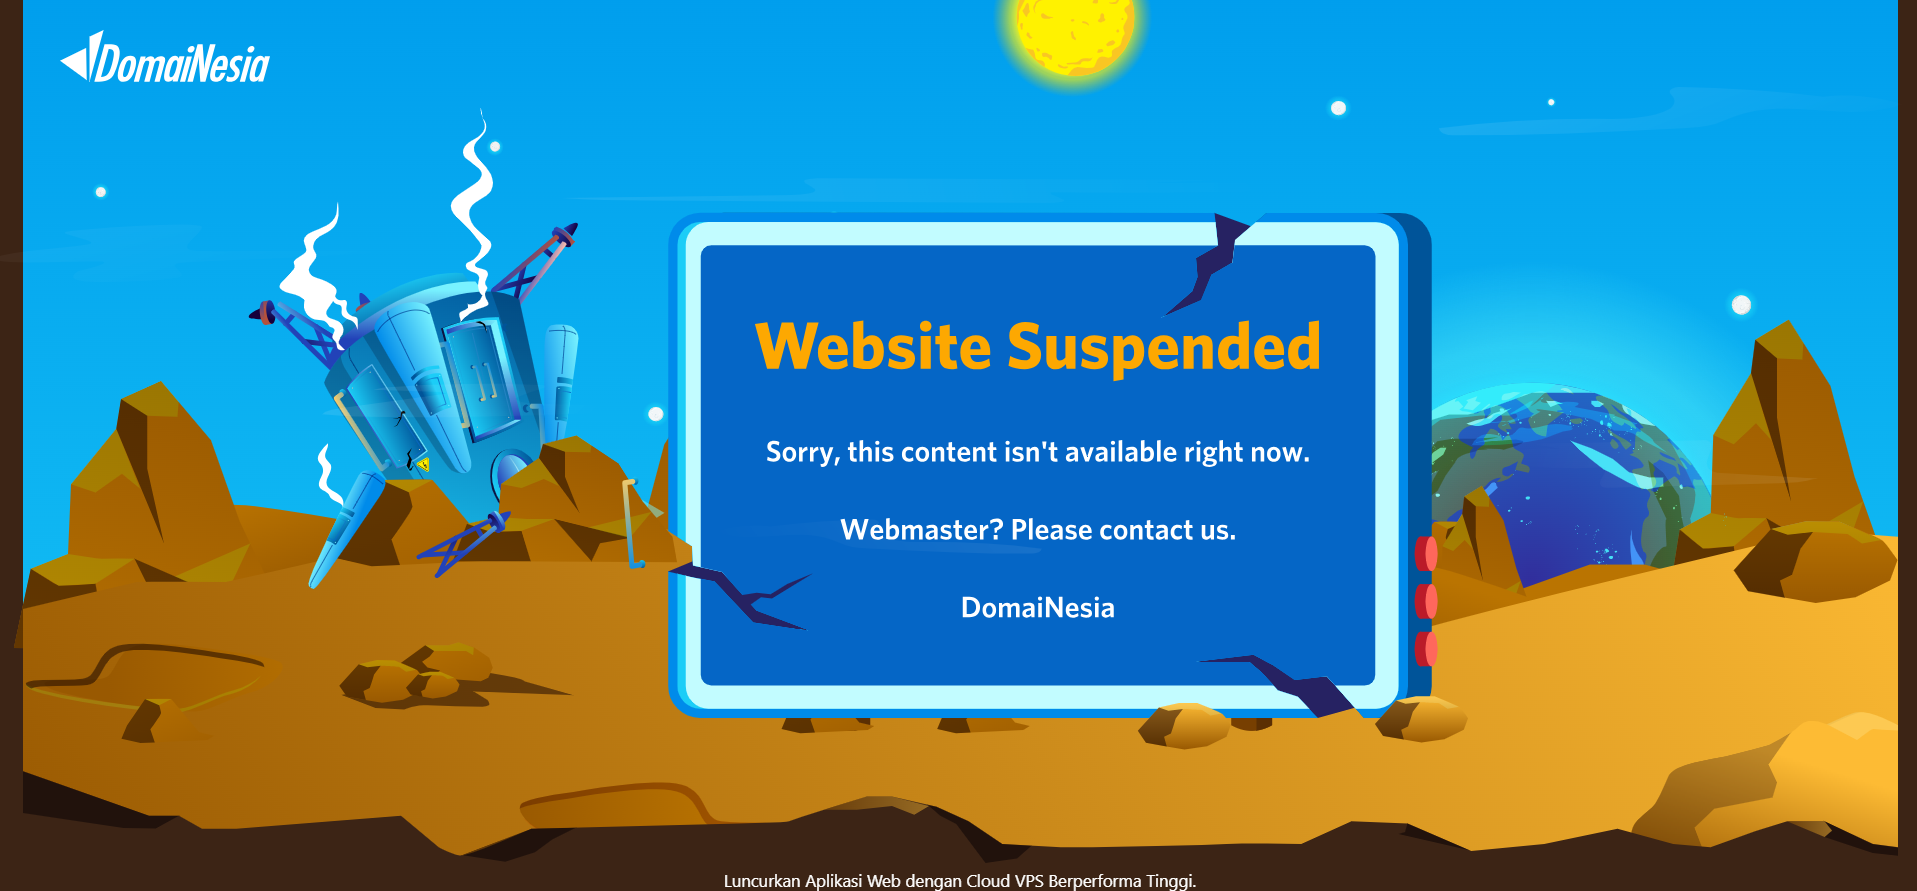 DomaiNesia
Website Suspended
Sorry, this content isn't available right now.
Webmaster? Please contact us.
DomaiNesia
Luncurkan Aplikasi Web dengan Cloud VPS Berperforma Tinggi.